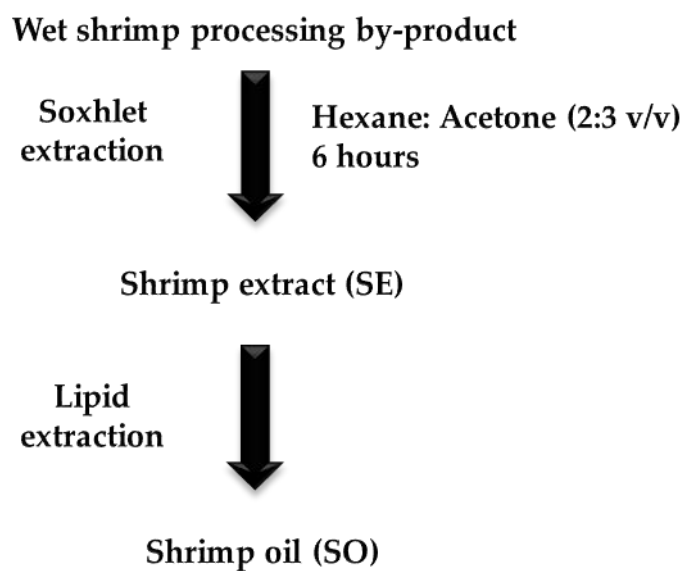 Wet shrimp processing by-product
Soxhlet
extraction
Hexane: Acetone (2:3 v/v)
6 hours
Shrimp extract (SE)
Lipid
extraction
Shrimp oil (SO)